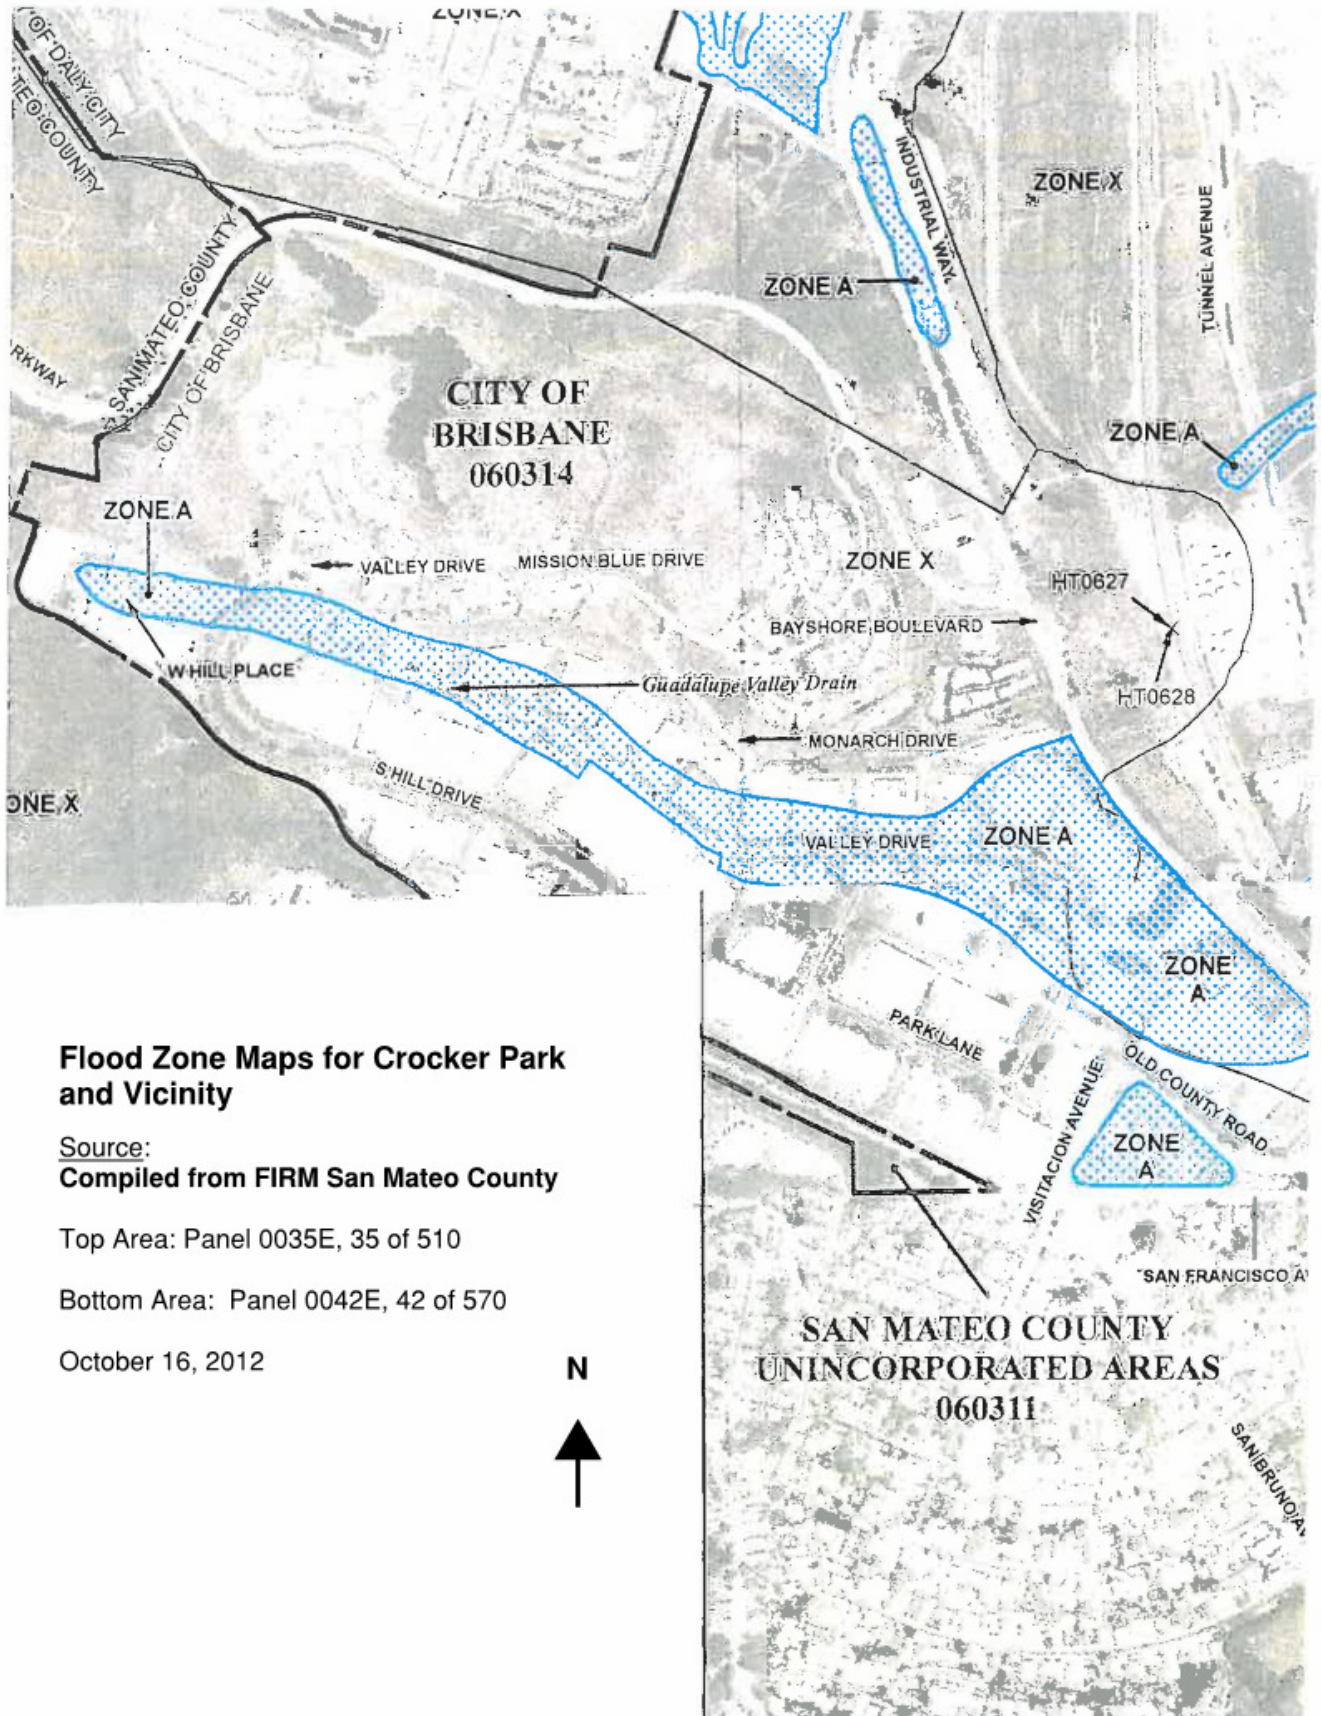 ZONE X
OF DALY CITY
TEO COUNTY
INDUSTRIAL WAY
ZONE X
TUNNEL AVENUE
ZONE A
SAN MATEO COUNTY
CITY OF BRISBANE
RKWAY
CITY OF
BRISBANE
060314
ZONE A
ZONE A
VALLEY DRIVE
MISSION BLUE DRIVE
ZONE X
HT0627
BAYSHORE BOULEVARD
W HILL PLACE
Guadalupe Valley Drain
HT0628
MONARCH DRIVE
S HILL DRIVE
ONE X
VALLEY DRIVE
ZONE A
ZONE
A
PARK LANE
OLD COUNTY ROAD
VISITACION AVENUE
ZONE
A
Flood Zone Maps for Crocker Park
and Vicinity
Source:
Compiled from FIRM San Mateo County
Top Area: Panel 0035E, 35 of 510
Bottom Area: Panel 0042E, 42 of 570
October 16, 2012
N
SAN FRANCISCO A
SAN MATEO COUNTY
UNINCORPORATED AREAS
060311
SAN BRUNO AV